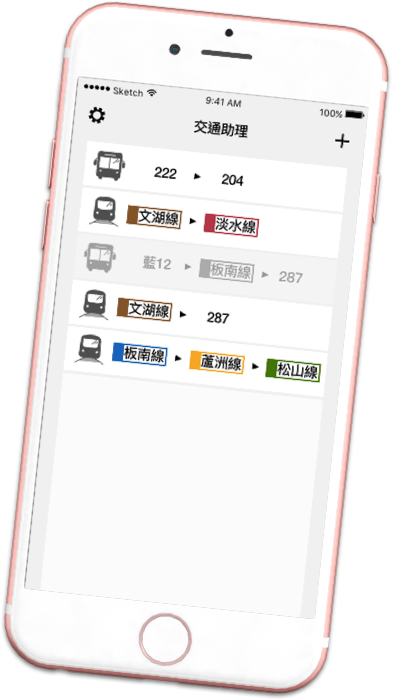 ●●●●● Sketch 9:41 AM 100%
交通助理 +
222 ▸ 204
文湖線 ▸ 淡水線
藍12 ▸ 板南線 ▸ 287
文湖線 ▸ 287
板南線 ▸ 蘆洲線 ▸ 松山線